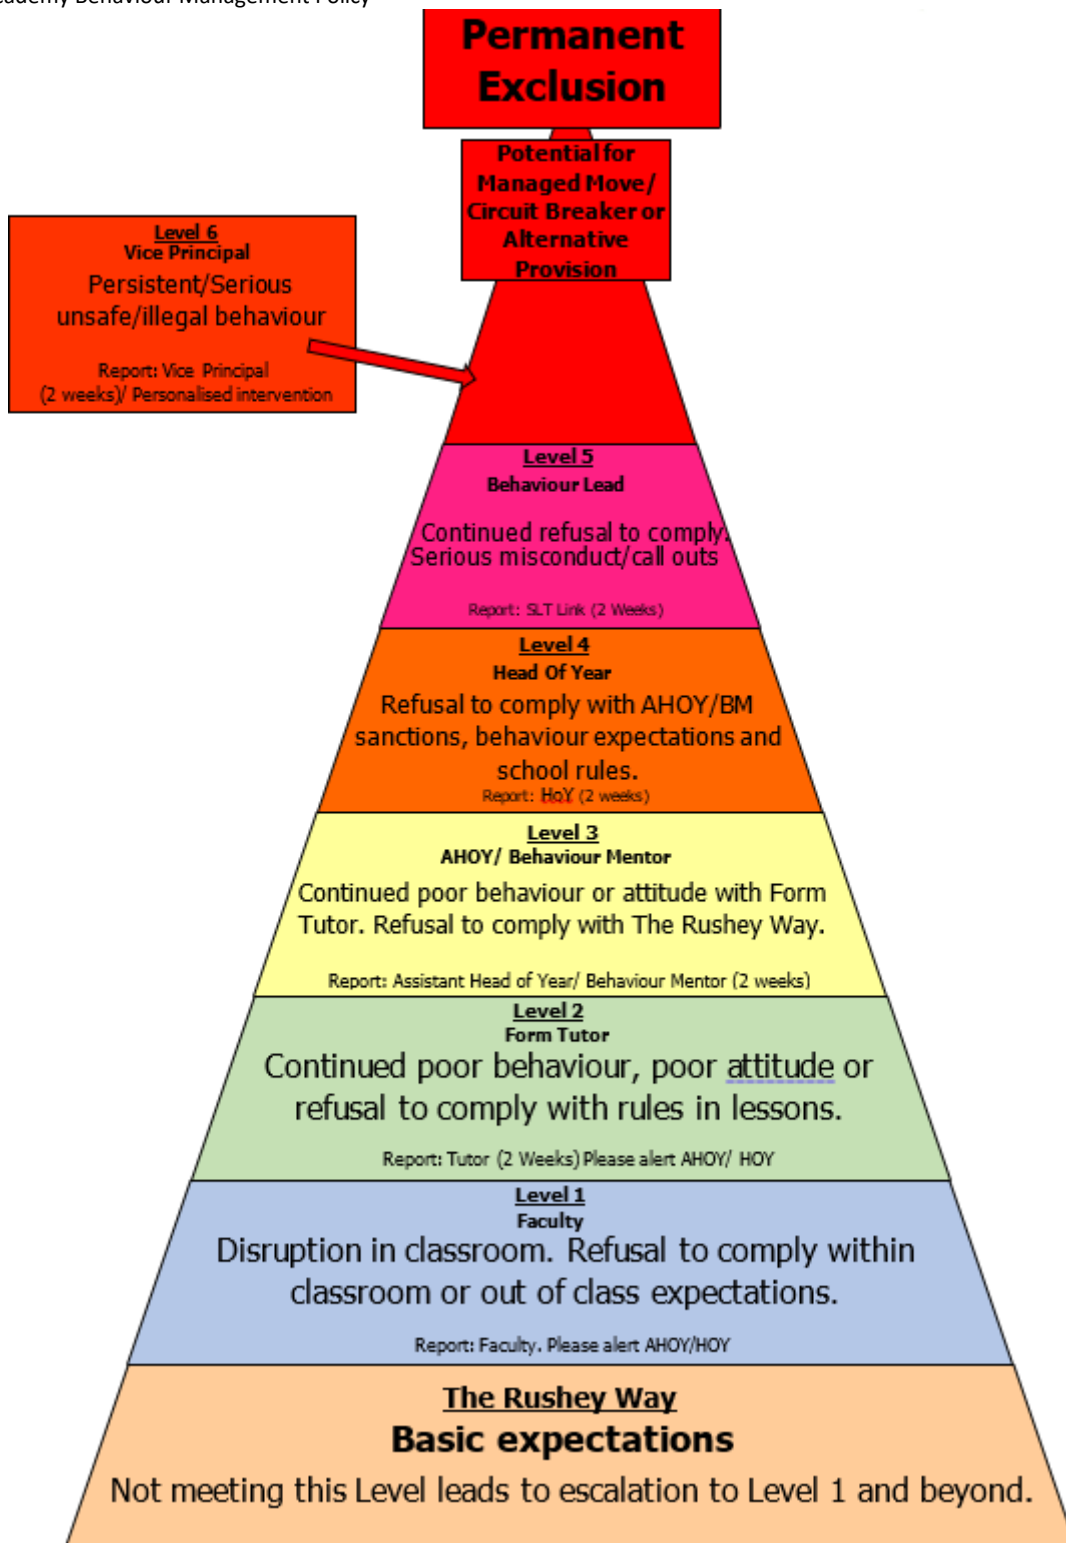 ademy Behaviour Management Policy
Permanent
Exclusion
Potential for
Managed Move/
Circuit Breaker or
Alternative
Provision
Level 6
Vice Principal
Persistent/Serious
unsafe/illegal behaviour
Report: Vice Principal
(2 weeks)/ Personalised intervention
Level 5
Behaviour Lead
Continued refusal to comply.
Serious misconduct/call outs
Report: SLT Link (2 Weeks)
Level 4
Head Of Year
Refusal to comply with AHOY/BM
sanctions, behaviour expectations and
school rules.
Report: HoY (2 weeks)
Level 3
AHOY/ Behaviour Mentor
Continued poor behaviour or attitude with Form
Tutor. Refusal to comply with The Rushey Way.
Report: Assistant Head of Year/ Behaviour Mentor (2 weeks)
Level 2
Form Tutor
Continued poor behaviour, poor attitude or
refusal to comply with rules in lessons.
Report: Tutor (2 Weeks) Please alert AHOY/ HOY
Level 1
Faculty
Disruption in classroom. Refusal to comply within
classroom or out of class expectations.
Report: Faculty. Please alert AHOY/HOY
The Rushey Way
Basic expectations
Not meeting this Level leads to escalation to Level 1 and beyond.